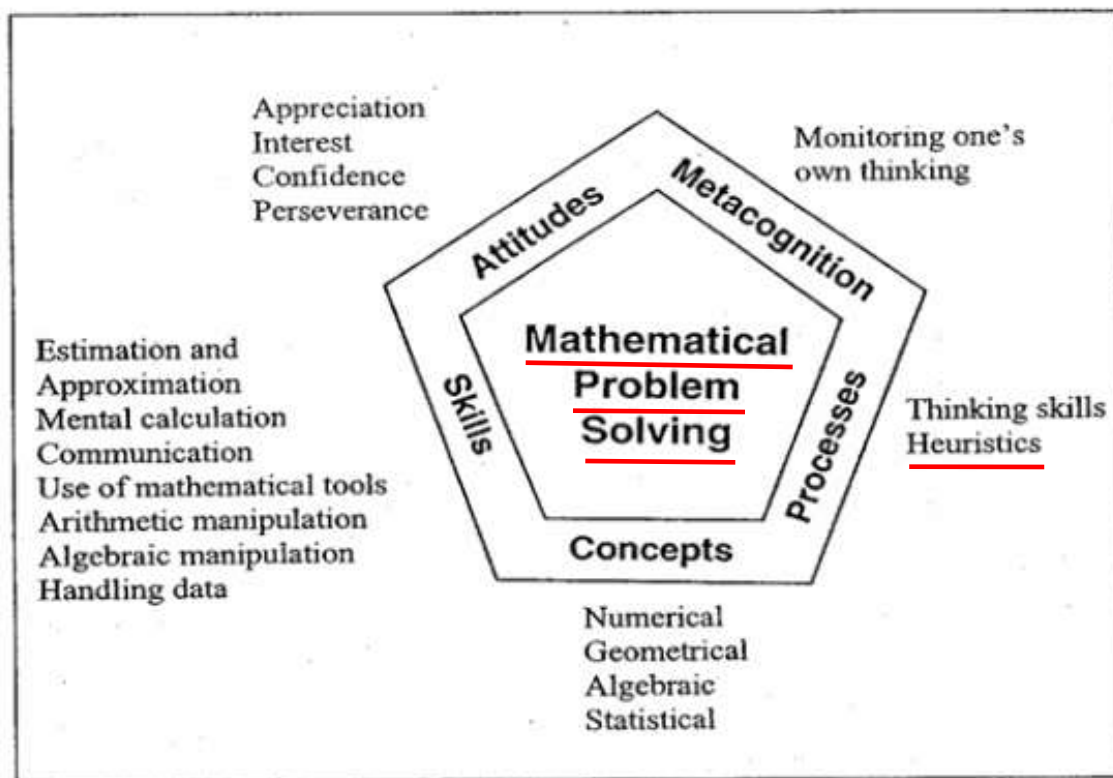 Appreciation
Interest
Confidence
Perseverance
Monitoring one's
own thinking
Attitudes
Metacognition
Mathematical
Problem
Solving
Skills
Processes
Concepts
Estimation and
Approximation
Mental calculation
Communication
Use of mathematical tools
Arithmetic manipulation
Algebraic manipulation
Handling data
Thinking skills
Heuristics
Numerical
Geometrical
Algebraic
Statistical